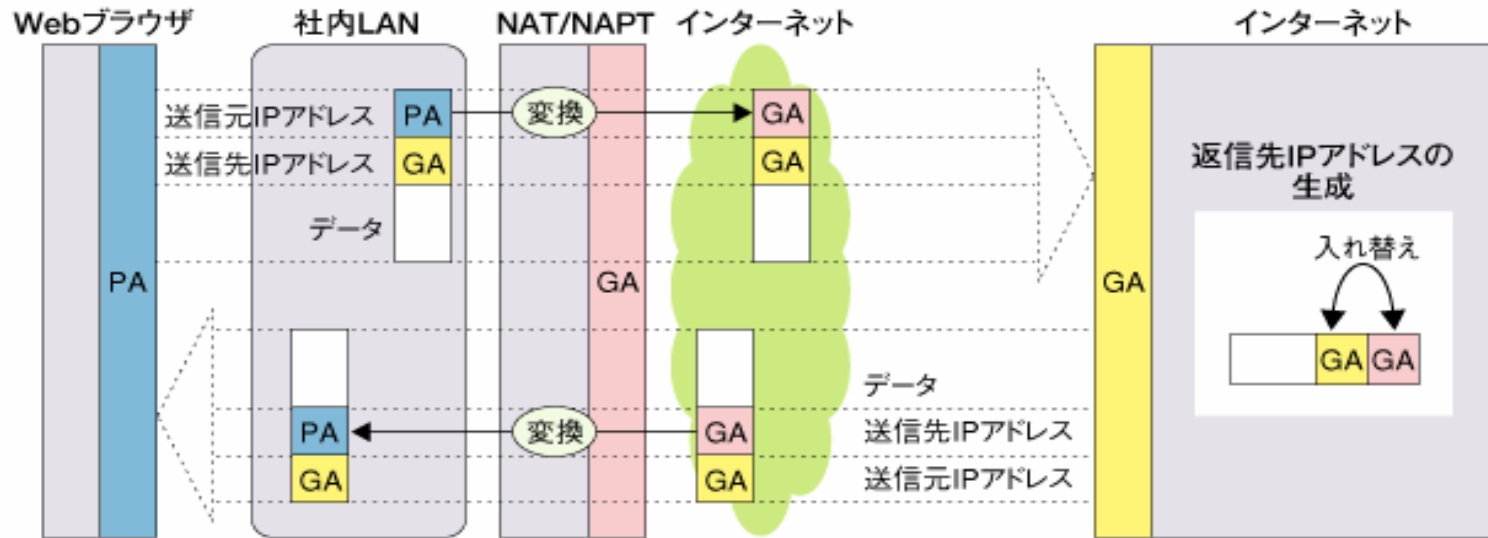 Webブラウザ
社内LAN
NAT/NAPT
インターネット
インターネット
送信元IPアドレス
PA
変換
GA
送信先IPアドレス
GA
GA
データ
PA
GA
GA
返信先IPアドレスの
生成
入れ替え
GA
GA
データ
PA
変換
GA
送信先IPアドレス
GA
GA
送信元IPアドレス